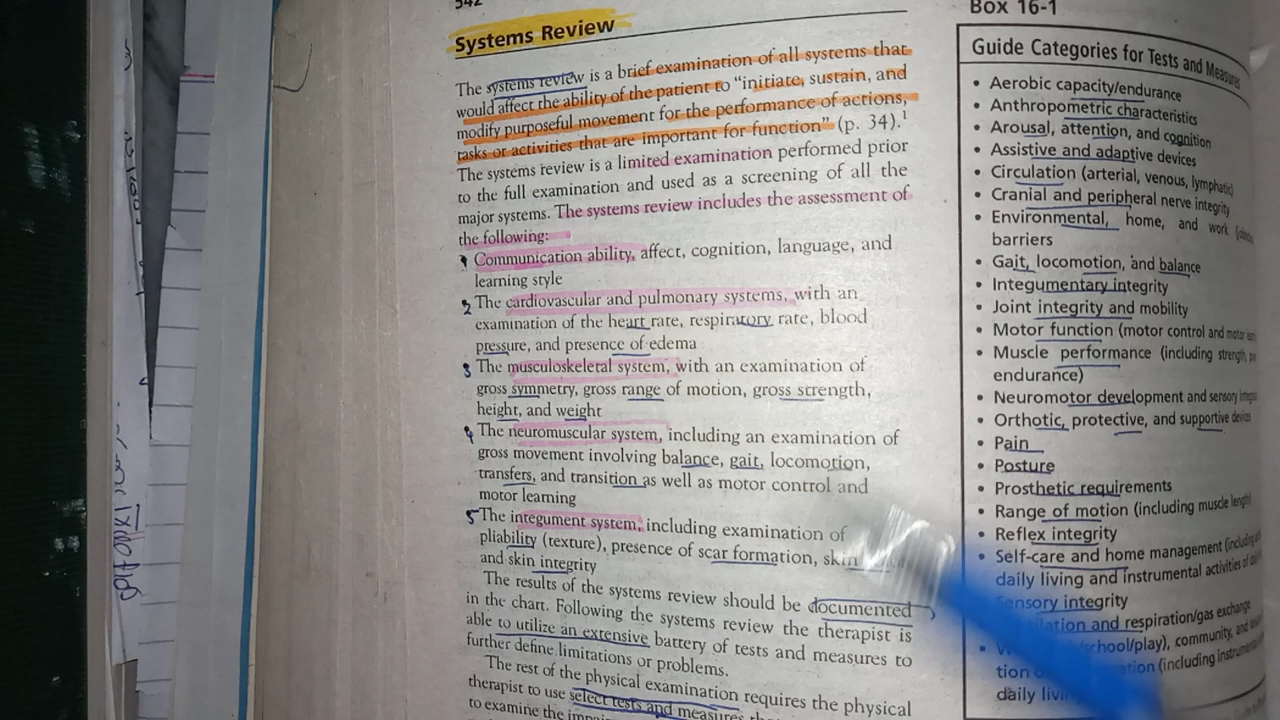 542
Systems Review
The systems review is a brief examination of all systems that
would affect the ability of the patient to “initiate, sustain, and
modify purposeful movement for the performance of actions,
tasks or activities that are important for function” (p. 34).¹
The systems review is a limited examination performed prior
to the full examination and used as a screening of all the
major systems. The systems review includes the assessment of
the following:
1 Communication ability, affect, cognition, language, and
learning style
2 The cardiovascular and pulmonary systems, with an
examination of the heart rate, respiratory rate, blood
pressure, and presence of edema
3 The musculoskeletal system, with an examination of
gross symmetry, gross range of motion, gross strength,
height, and weight
4 The neuromuscular system, including an examination of
gross movement involving balance, gait, locomotion,
transfers, and transition as well as motor control and
motor learning
5 The integument system, including examination of
pliability (texture), presence of scar formation, skin
and skin integrity
The results of the systems review should be documented
in the chart. Following the systems review the therapist is
able to utilize an extensive battery of tests and measures to
further define limitations or problems.
The rest of the physical examination requires the physical
therapist to use select tests and measures
to examine the
Box 16-1
Guide Categories for Tests and Measures
• Aerobic capacity/endurance
• Anthropometric characteristics
• Arousal, attention, and cognition
• Assistive and adaptive devices
• Circulation (arterial, venous, lymphatic)
• Cranial and peripheral nerve integrity
• Environmental, home, and work
barriers
• Gait, locomotion, and balance
• Integumentary integrity
• Joint integrity and mobility
• Motor function (motor control and motor
• Muscle performance (including strength,
endurance)
• Neuromotor development and sensory
• Orthotic, protective, and supportive devices
• Pain
• Posture
• Prosthetic requirements
• Range of motion (including muscle length)
• Reflex integrity
• Self-care and home management (including
daily living and instrumental activities of
Sensory integrity
and respiration/gas exchange
community, and
(including
daily